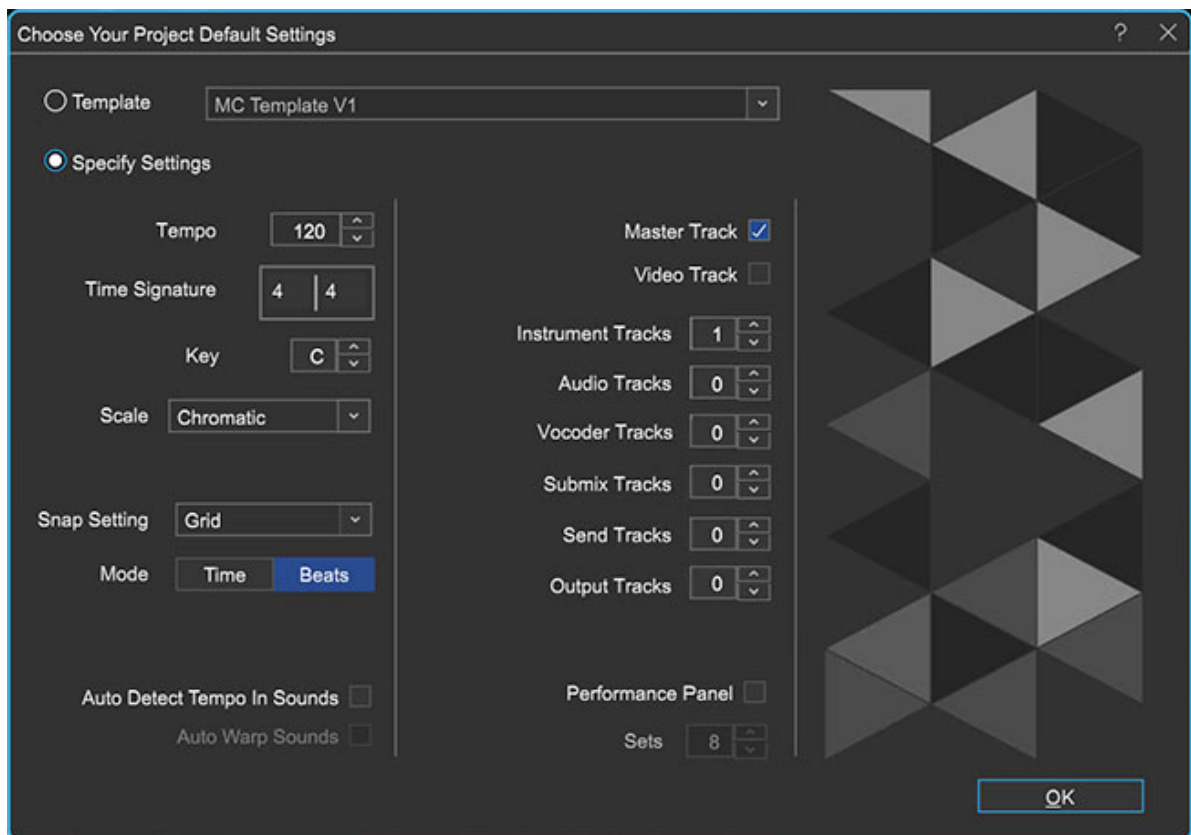 Choose Your Project Default Settings ?
Template MC Template V1
Specify Settings
Tempo 120
Time Signature 4 4
Key C
Scale Chromatic
Snap Setting Grid
Mode Time Beats
Auto Detect Tempo In Sounds
Auto Warp Sounds
Master Track
Video Track
Instrument Tracks 1
Audio Tracks 0
Vocoder Tracks 0
Submix Tracks 0
Send Tracks 0
Output Tracks 0
Performance Panel
Sets 8
OK